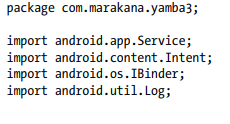 package com.marakana.yamba3;

import android.app.Service;
import android.content.Intent;
import android.os.IBinder;
import android.util.Log;